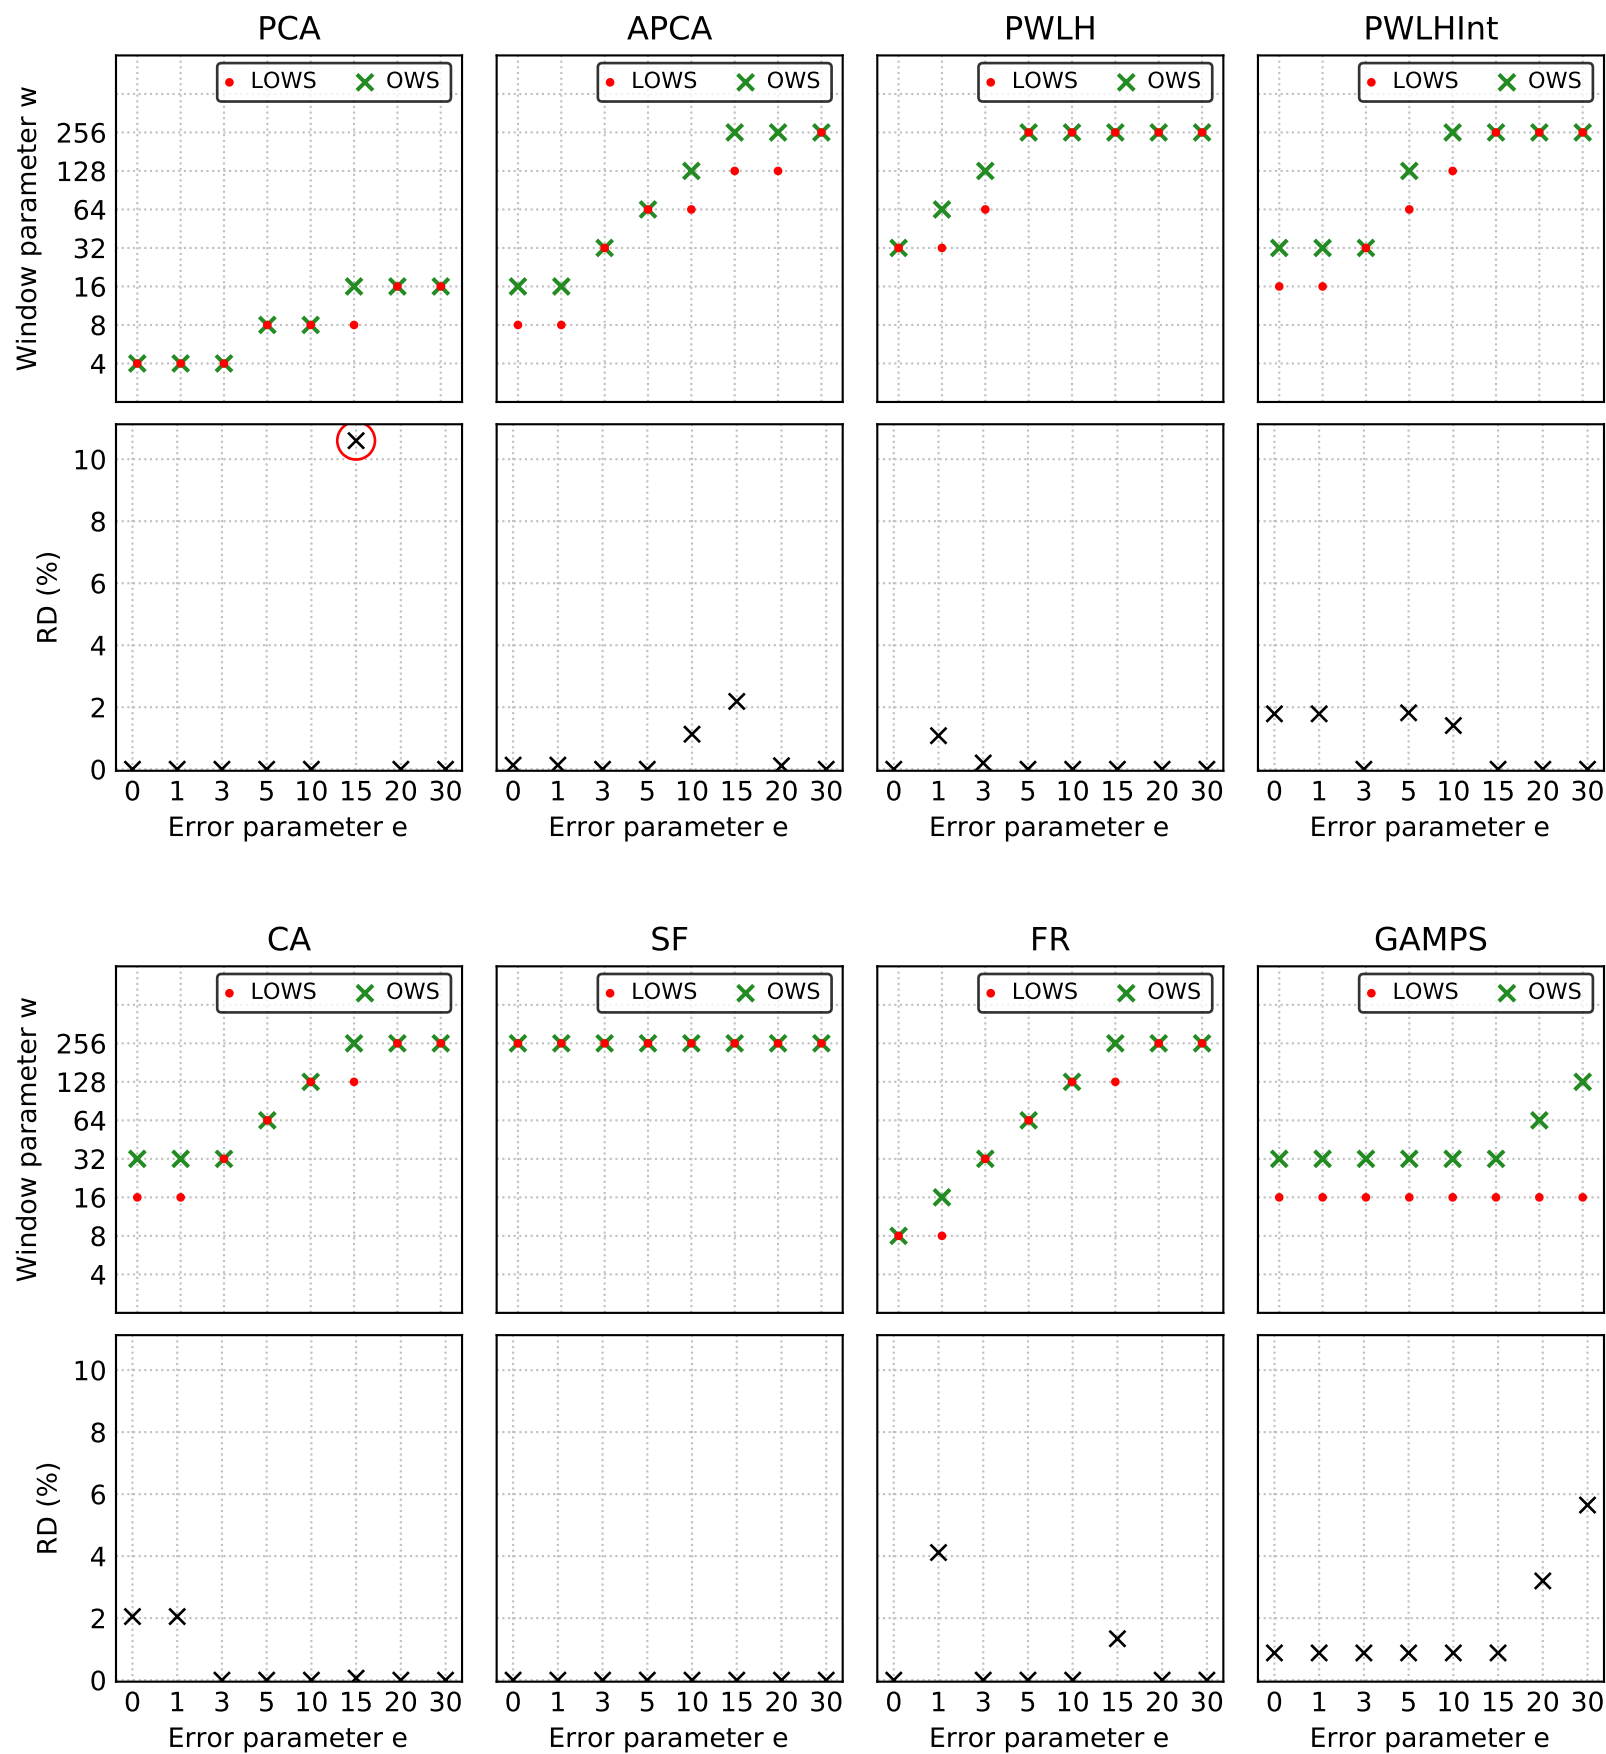 PCA APCA PWLH PWLHInt
Window parameter w
LOWS OWS LOWS OWS LOWS OWS LOWS OWS
256
128
64
32
16
8
4
RD (%)
10
8
6
4
2
0
0 1 3 5 10 15 20 30 0 1 3 5 10 15 20 30 0 1 3 5 10 15 20 30 0 1 3 5 10 15 20 30
Error parameter e Error parameter e Error parameter e Error parameter e
CA SF FR GAMPS
Window parameter w
LOWS OWS LOWS OWS LOWS OWS LOWS OWS
256
128
64
32
16
8
4
RD (%)
10
8
6
4
2
0
0 1 3 5 10 15 20 30 0 1 3 5 10 15 20 30 0 1 3 5 10 15 20 30 0 1 3 5 10 15 20 30
Error parameter e Error parameter e Error parameter e Error parameter e